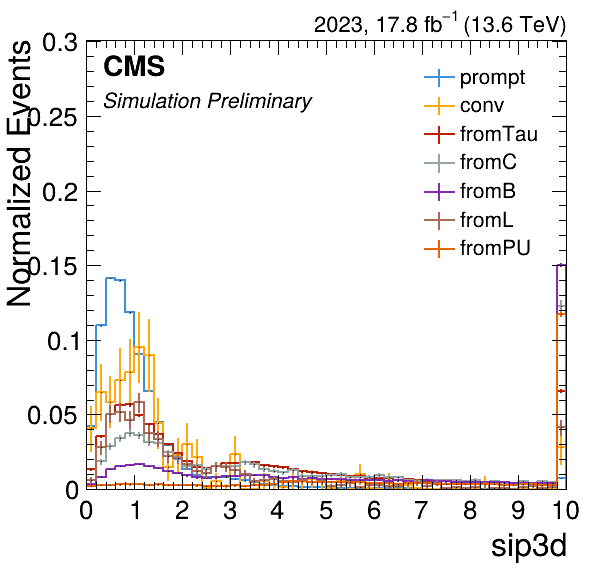 2023, 17.8 fb⁻¹ (13.6 TeV)
CMS
Simulation Preliminary
prompt
conv
fromTau
fromC
fromB
fromL
fromPU
Normalized Events
0.3
0.25
0.2
0.15
0.1
0.05
0
0 1 2 3 4 5 6 7 8 9 10
sip3d